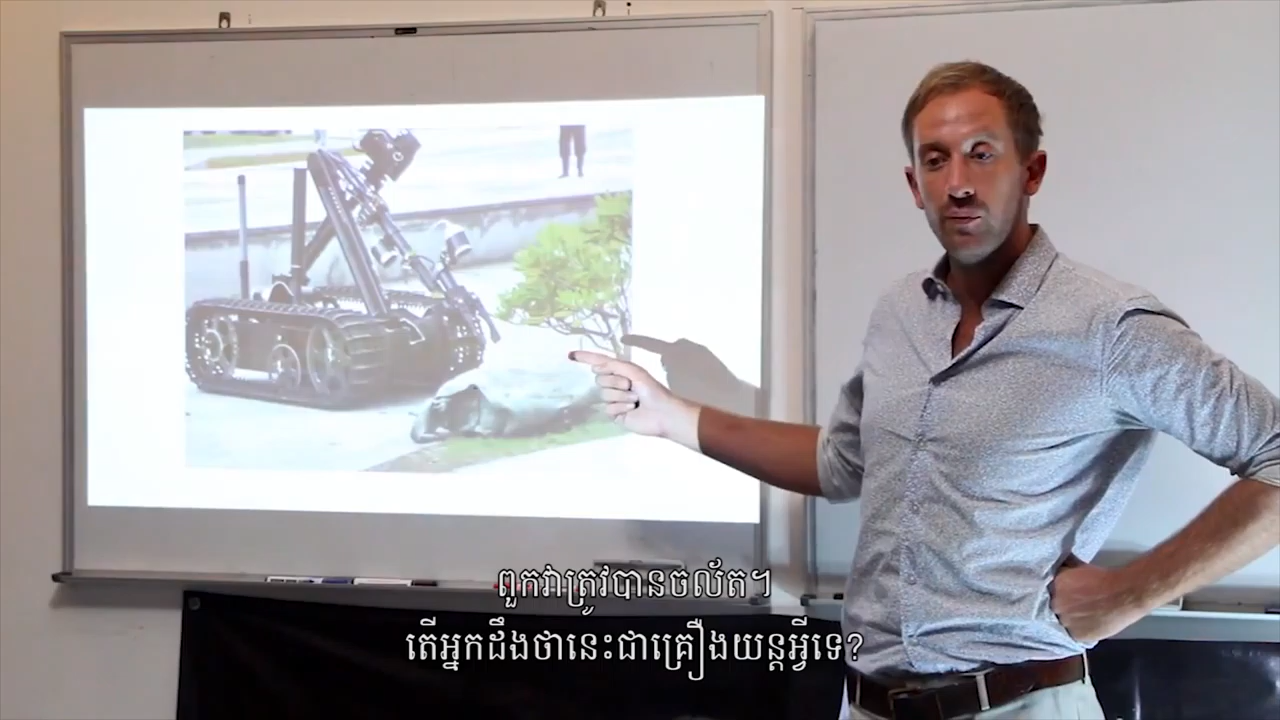 ពួកវាត្រូវបានចល័ត។
តើអ្នកដឹងថានេះជាគ្រឿងយន្តអ្វីទេ?